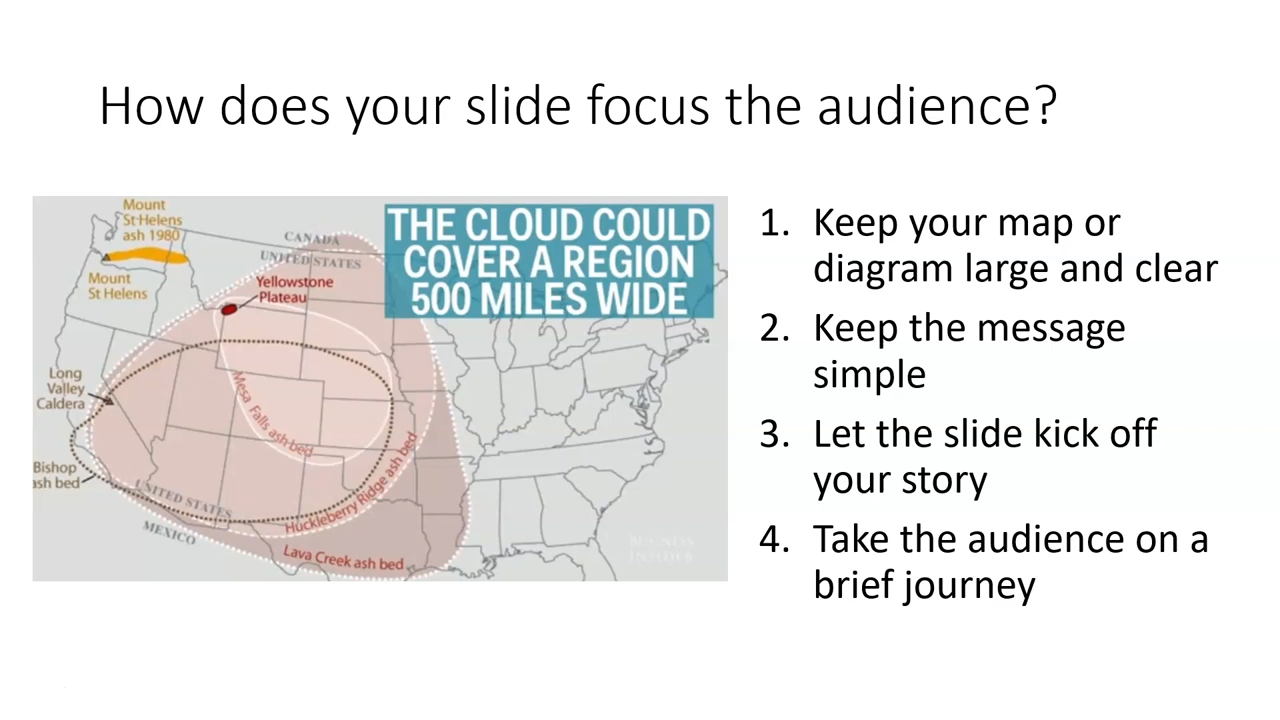 How does your slide focus the audience?
Mount
St Helens
ash 1980
Mount
St Helens
CANADA
UNITED STATES
Yellowstone
Plateau
THE CLOUD COULD
COVER A REGION
500 MILES WIDE
Long
Valley
Caldera
Mesa Falls ash bed
Bishop
ash bed
UNITED STATES
MEXICO
Huckleberry Ridge ash bed
Lava Creek ash bed
BUSINESS
INSIDER
1. Keep your map or
diagram large and clear
2. Keep the message
simple
3. Let the slide kick off
your story
4. Take the audience on a
brief journey